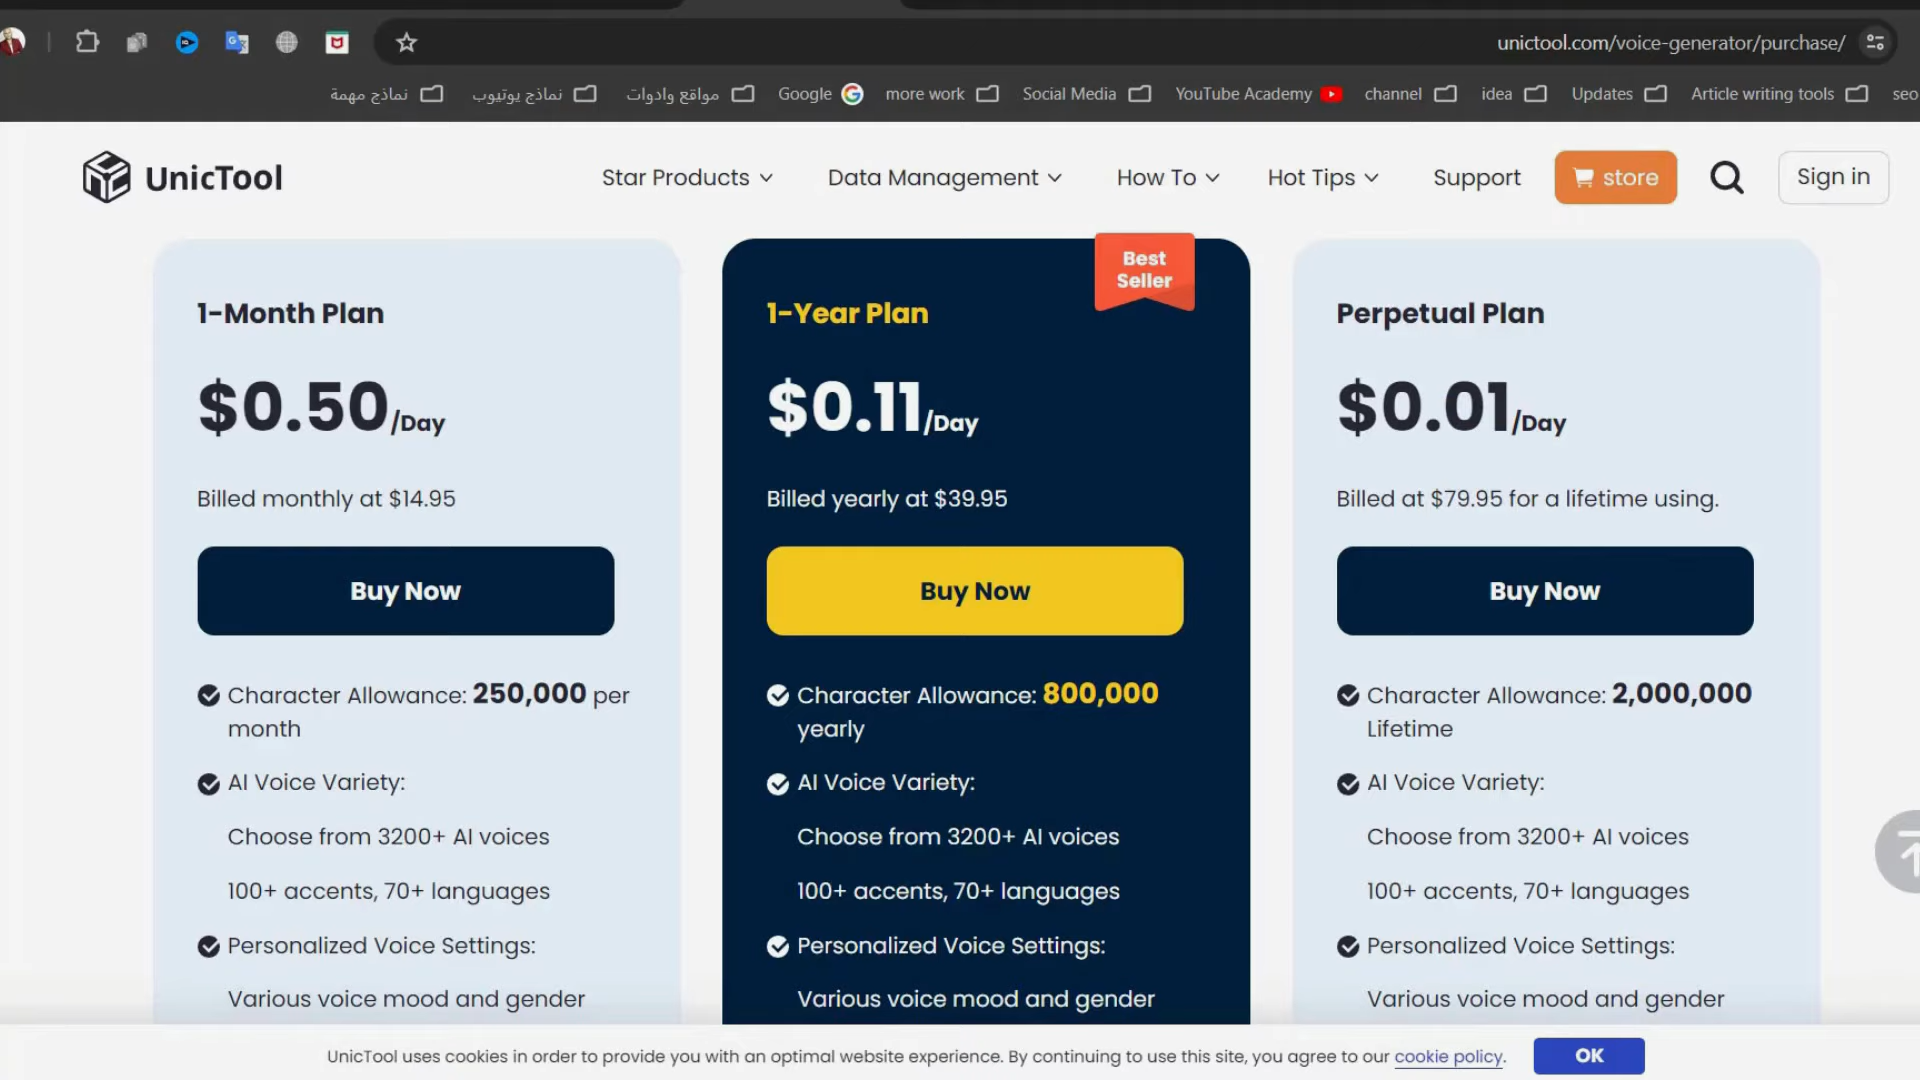 unictool.com/voice-generator/purchase/
نماذج مهمة
نماذج يوتيوب
مواقع وادوات
Google
more work
Social Media
YouTube Academy
channel
idea
Updates
Article writing tools
seo
UnicTool
Star Products
Data Management
How To
Hot Tips
Support
store
Sign in
1-Month Plan
$0.50/Day
Billed monthly at $14.95
Buy Now
Character Allowance: 250,000 per
month
AI Voice Variety:
Choose from 3200+ AI voices
100+ accents, 70+ languages
Personalized Voice Settings:
Various voice mood and gender
Best
Seller
1-Year Plan
$0.11/Day
Billed yearly at $39.95
Buy Now
Character Allowance: 800,000
yearly
AI Voice Variety:
Choose from 3200+ AI voices
100+ accents, 70+ languages
Personalized Voice Settings:
Various voice mood and gender
Perpetual Plan
$0.01/Day
Billed at $79.95 for a lifetime using.
Buy Now
Character Allowance: 2,000,000
Lifetime
AI Voice Variety:
Choose from 3200+ AI voices
100+ accents, 70+ languages
Personalized Voice Settings:
Various voice mood and gender
UnicTool uses cookies in order to provide you with an optimal website experience. By continuing to use this site, you agree to our cookie policy.
OK